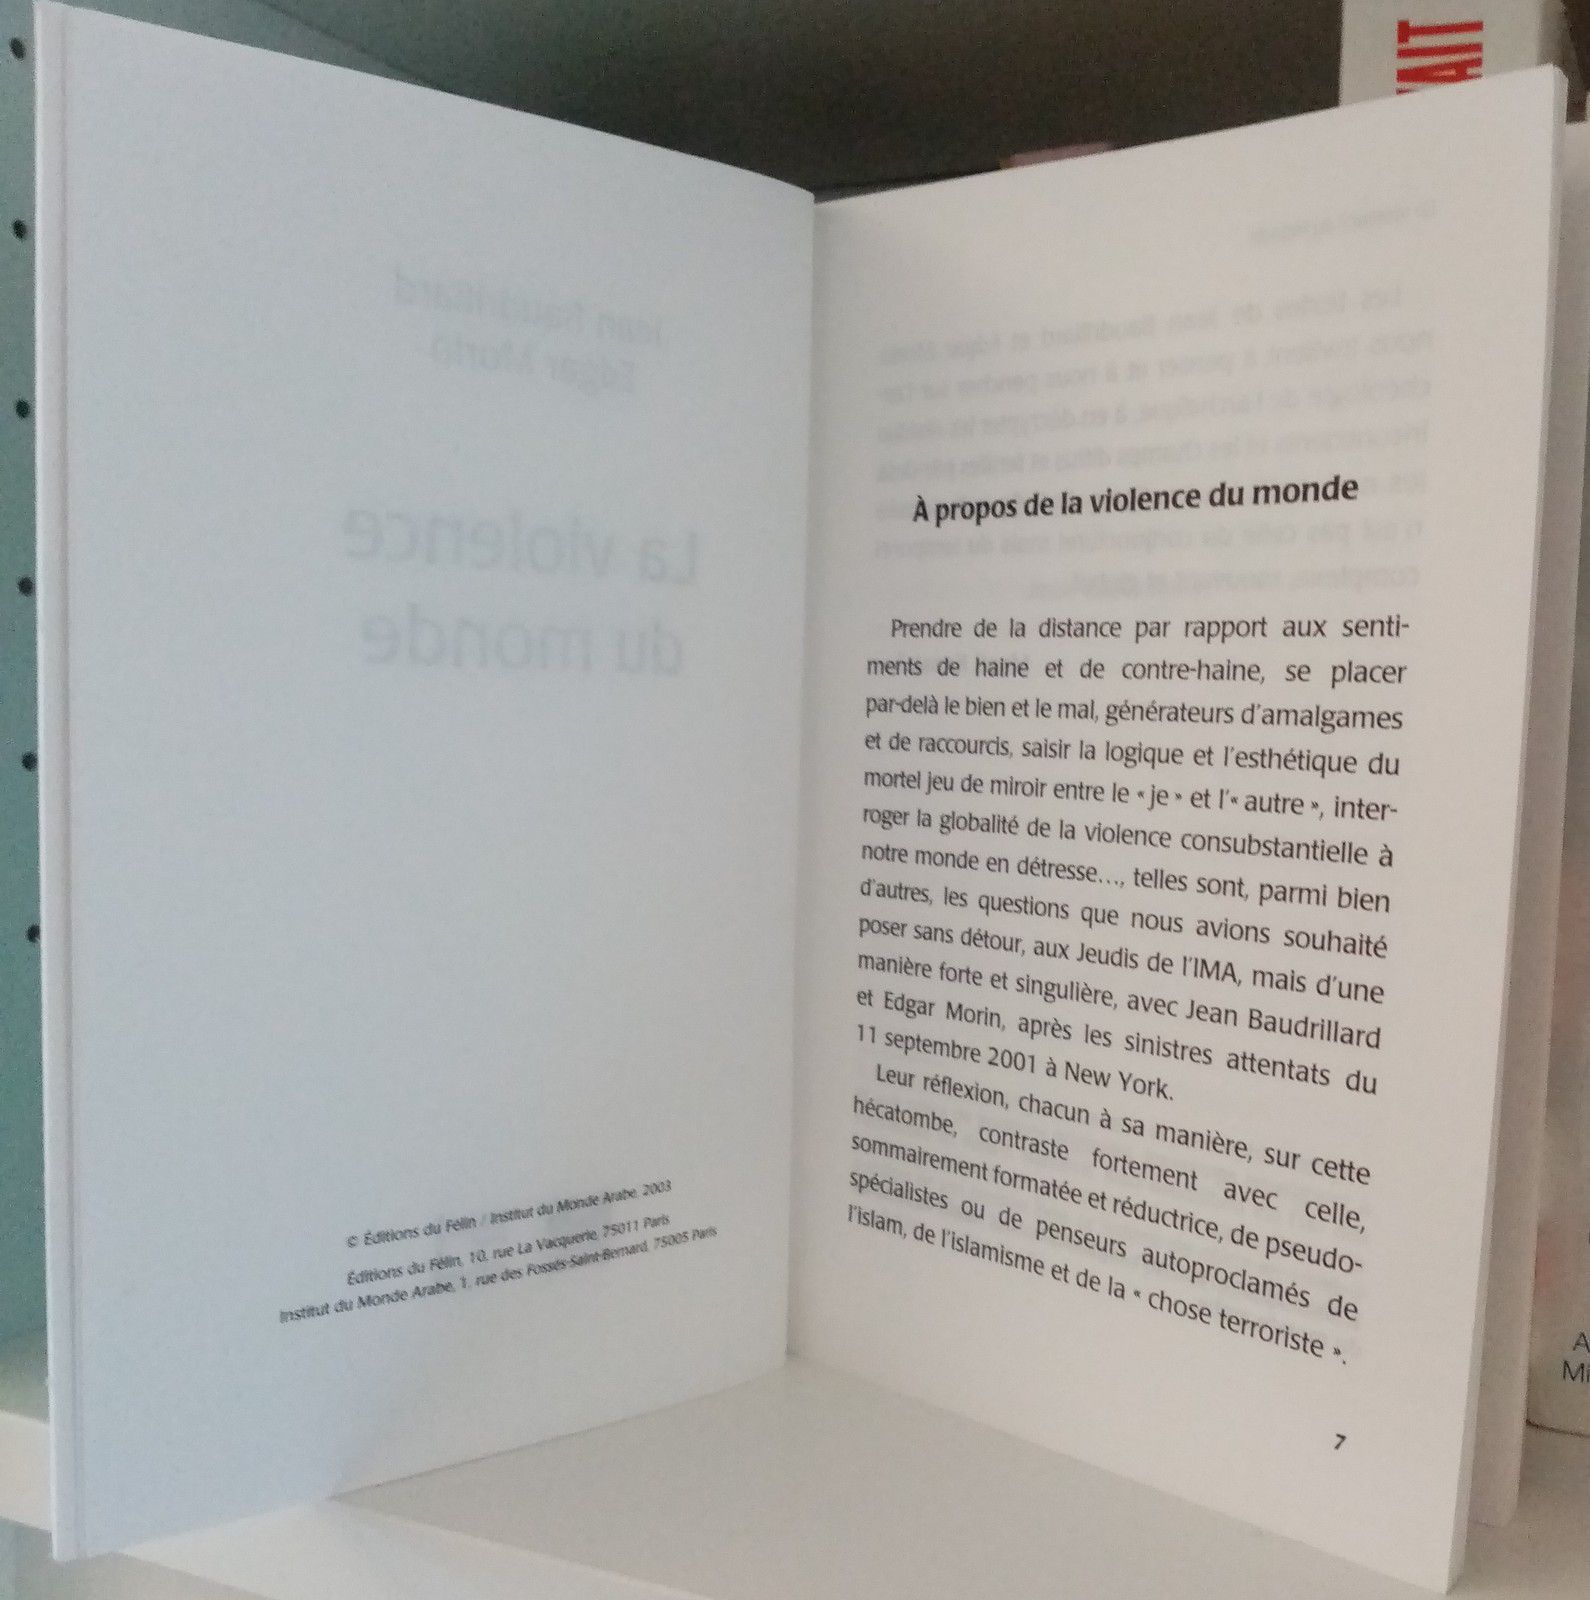 Jean Baudrillard
Edgar Morin
La violence
du monde
© Éditions du Félin / Institut du Monde Arabe, 2003
Éditions du Félin, 10, rue La Vacquerie, 75011 Paris
Institut du Monde Arabe, 1, rue des Fossés-Saint-Bernard, 75005 Paris
À propos de la violence du monde
Prendre de la distance par rapport aux senti-
ments de haine et de contre-haine, se placer
par-delà le bien et le mal, générateurs d'amalgames
et de raccourcis, saisir la logique et l'esthétique du
mortel jeu de miroir entre le « je » et l'« autre », inter-
roger la globalité de la violence consubstantielle à
notre monde en détresse…, telles sont, parmi bien
d'autres, les questions que nous avions souhaité
poser sans détour, aux Jeudis de l'IMA, mais d'une
manière forte et singulière, avec Jean Baudrillard
et Edgar Morin, après les sinistres attentats du
11 septembre 2001 à New York.
Leur réflexion, chacun à sa manière, sur cette
hécatombe, contraste fortement avec celle,
sommairement formatée et réductrice, de pseudo-
spécialistes ou de penseurs autoproclamés de
l'islam, de l'islamisme et de la « chose terroriste ».
7